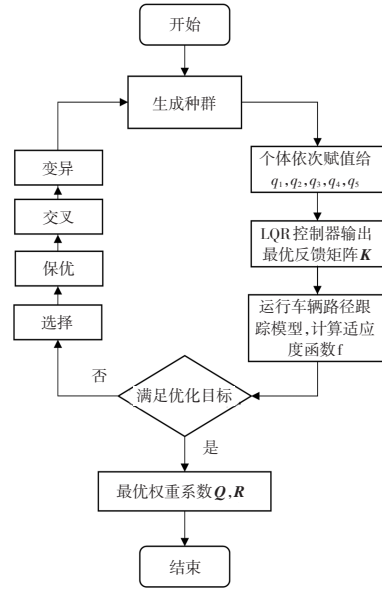 开始
生成种群
个体依次赋值给
q₁,q₂,q₃,q₄,q₅
LQR控制器输出
最优反馈矩阵K
运行车辆路径跟
踪模型,计算适应
度函数f
变异
交叉
保优
选择
否
满足优化目标
是
最优权重系数Q,R
结束